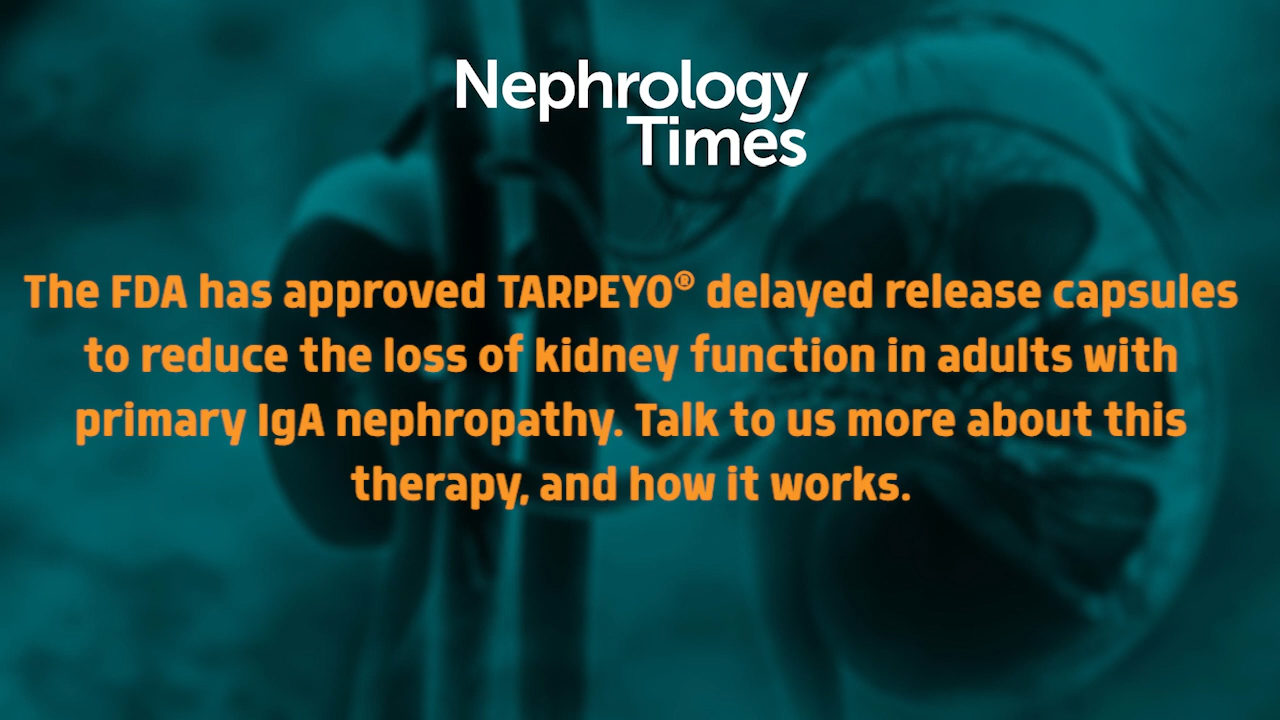 Nephrology
Times
The FDA has approved TARPEYO® delayed release capsules
to reduce the loss of kidney function in adults with
primary IgA nephropathy. Talk to us more about this
therapy, and how it works.